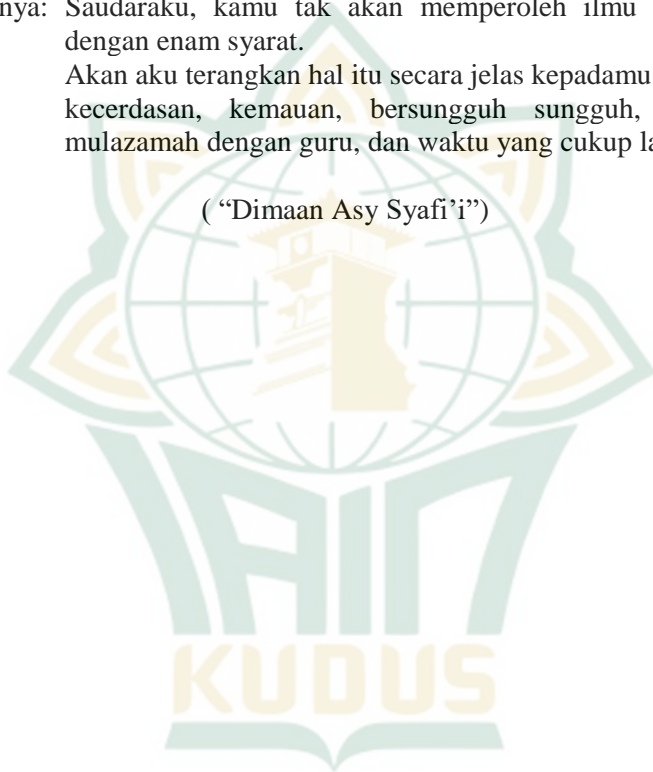 nya: Saudaraku, kamu tak akan memperoleh ilmu
dengan enam syarat.
Akan aku terangkan hal itu secara jelas kepadamu
kecerdasan, kemauan, bersungguh sungguh,
mulazamah dengan guru, dan waktu yang cukup la
( “Dimaan Asy Syafi’i”)
IAIN
KUDUS